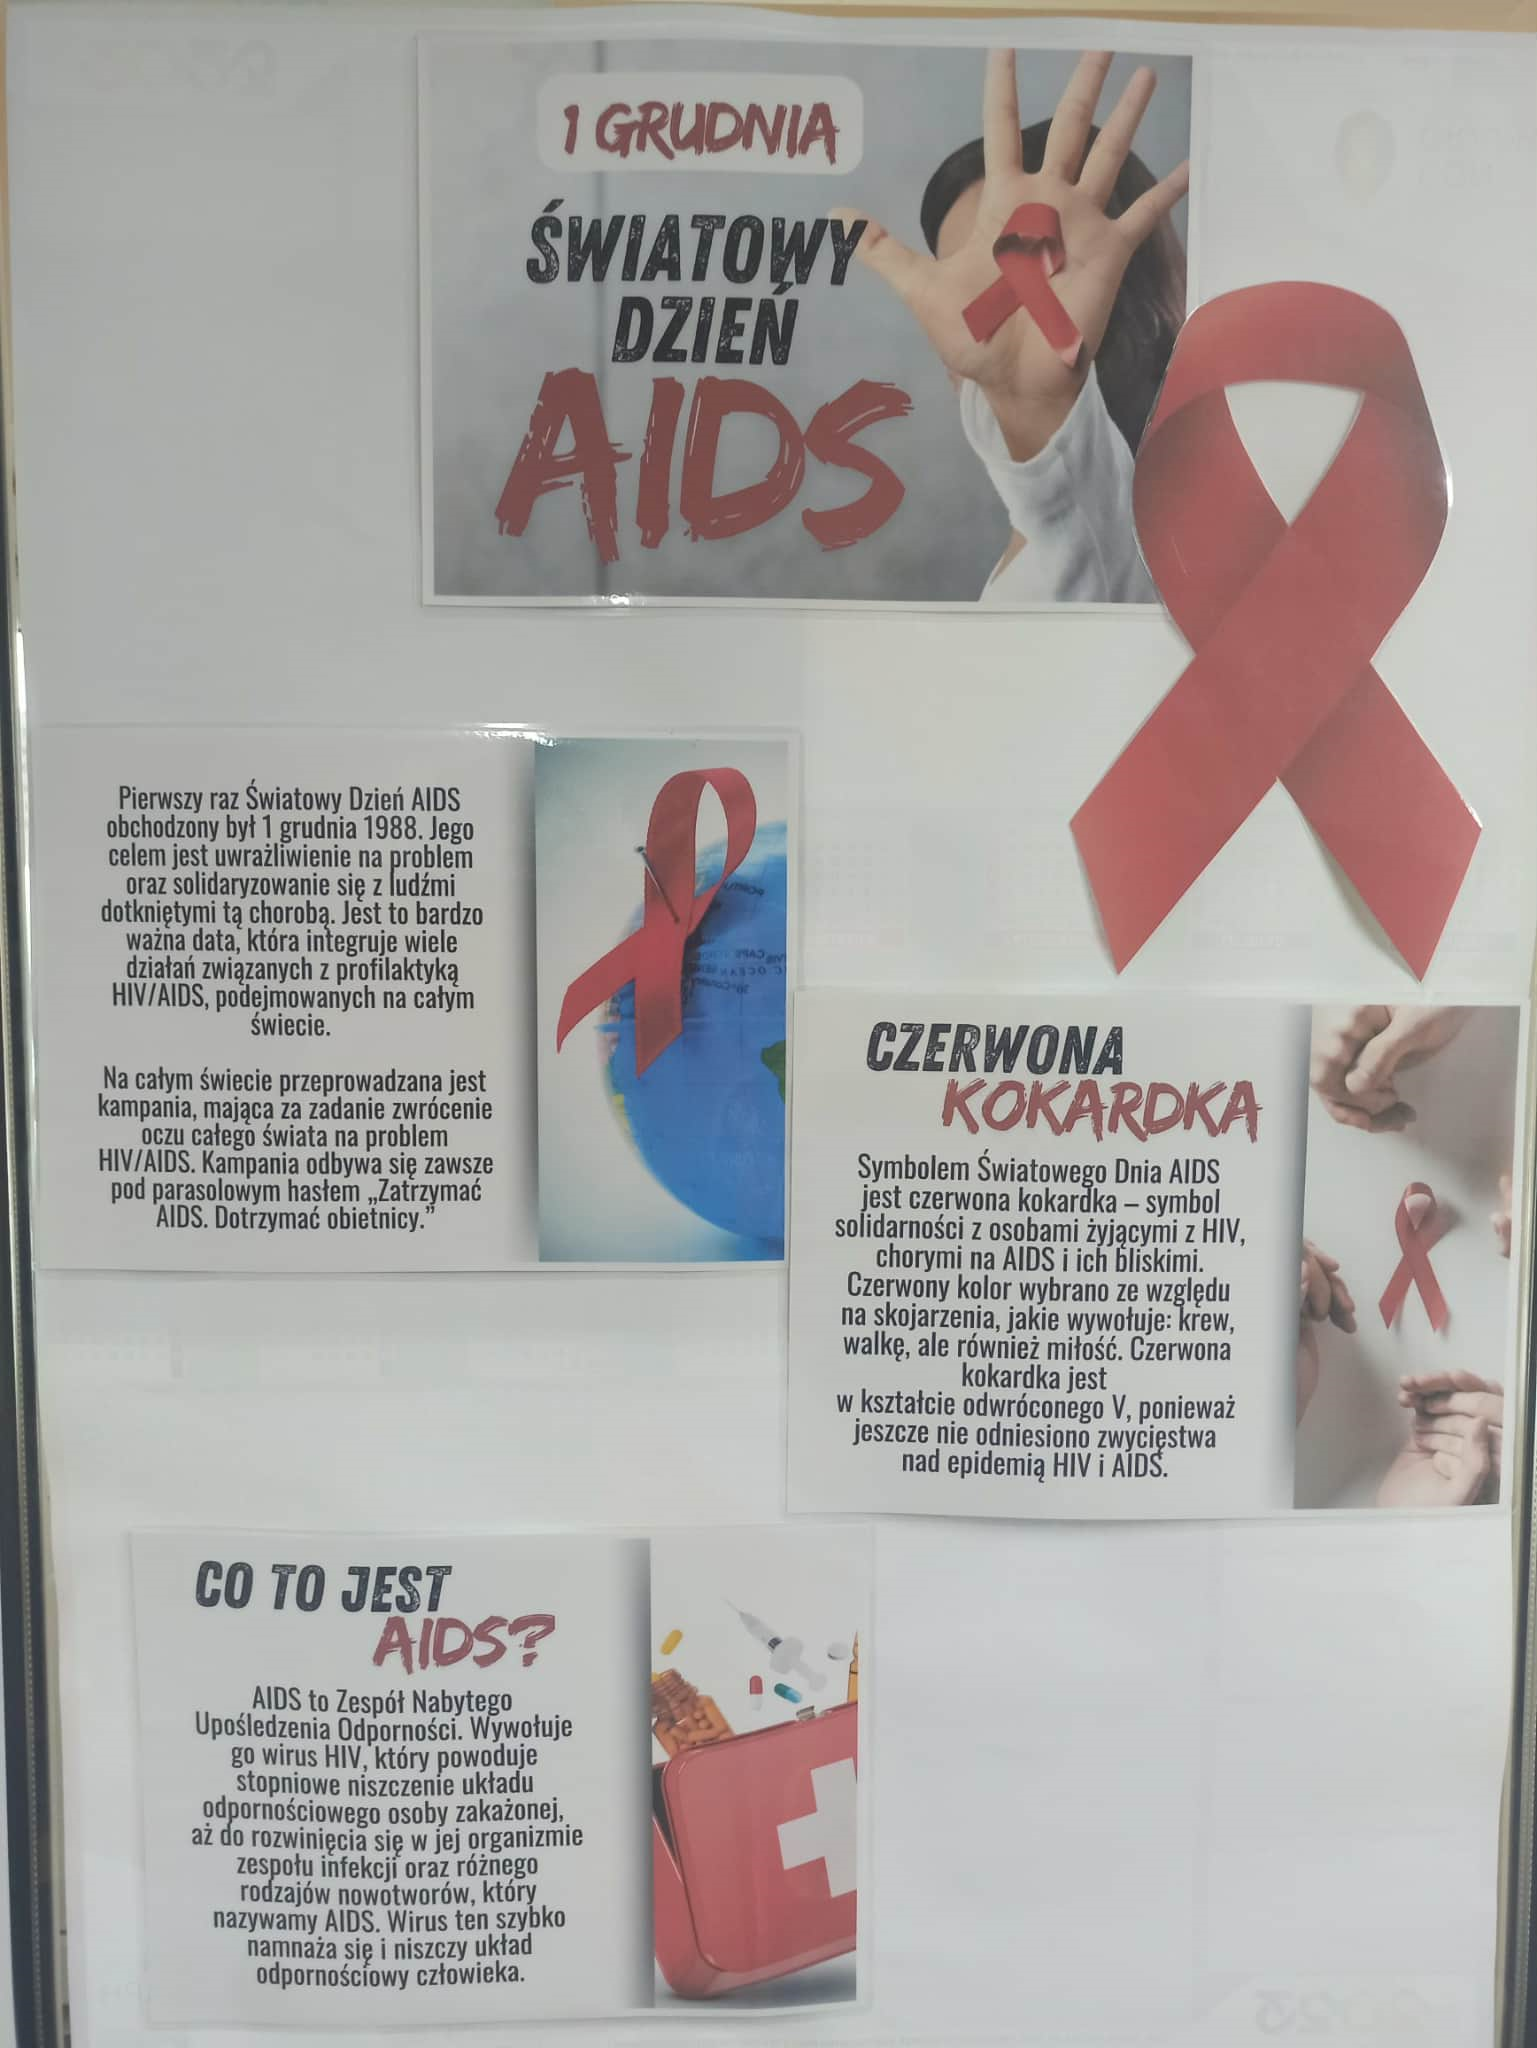 1 GRUDNIA
ŚWIATOWY
DZIEŃ
AIDS
Pierwszy raz Światowy Dzień AIDS
obchodzony był 1 grudnia 1988. Jego
celem jest uwrażliwienie na problem
oraz solidaryzowanie się z ludźmi
dotkniętymi tą chorobą. Jest to bardzo
ważna data, która integruje wiele
działań związanych z profilaktyką
HIV/AIDS, podejmowanych na całym
świecie.
Na całym świecie przeprowadzana jest
kampania, mająca za zadanie zwrócenie
oczu całego świata na problem
HIV/AIDS. Kampania odbywa się zawsze
pod parasolowym hasłem „Zatrzymać
AIDS. Dotrzymać obietnicy.”
CZERWONA
KOKARDKA
Symbolem Światowego Dnia AIDS
jest czerwona kokardka – symbol
solidarności z osobami żyjącymi z HIV,
chorymi na AIDS i ich bliskimi.
Czerwony kolor wybrano ze względu
na skojarzenia, jakie wywołuje: krew,
walkę, ale również miłość. Czerwona
kokardka jest
w kształcie odwróconego V, ponieważ
jeszcze nie odniesiono zwycięstwa
nad epidemią HIV i AIDS.
CO TO JEST
AIDS?
AIDS to Zespół Nabytego
Upośledzenia Odporności. Wywołuje
go wirus HIV, który powoduje
stopniowe niszczenie układu
odpornościowego osoby zakażonej,
aż do rozwinięcia się w jej organizmie
zespołu infekcji oraz różnego
rodzajów nowotworów, który
nazywamy AIDS. Wirus ten szybko
namnaża się i niszczy układ
odpornościowy człowieka.